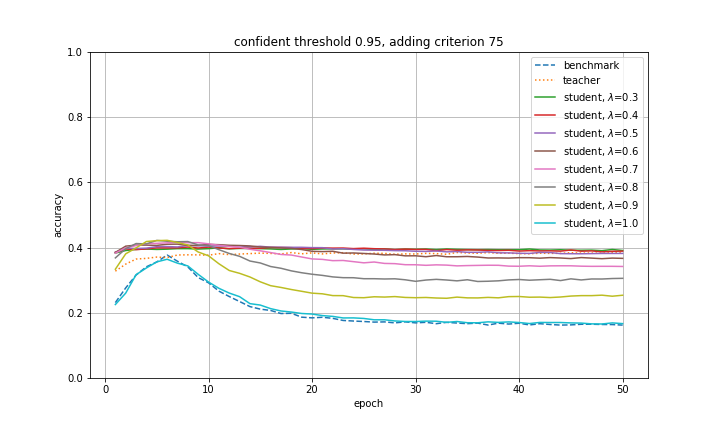 confident threshold 0.95, adding criterion 75
1.0
0.8
0.6
0.4
0.2
0.0
accuracy
0
10
20
30
40
50
epoch
benchmark
teacher
student, λ=0.3
student, λ=0.4
student, λ=0.5
student, λ=0.6
student, λ=0.7
student, λ=0.8
student, λ=0.9
student, λ=1.0